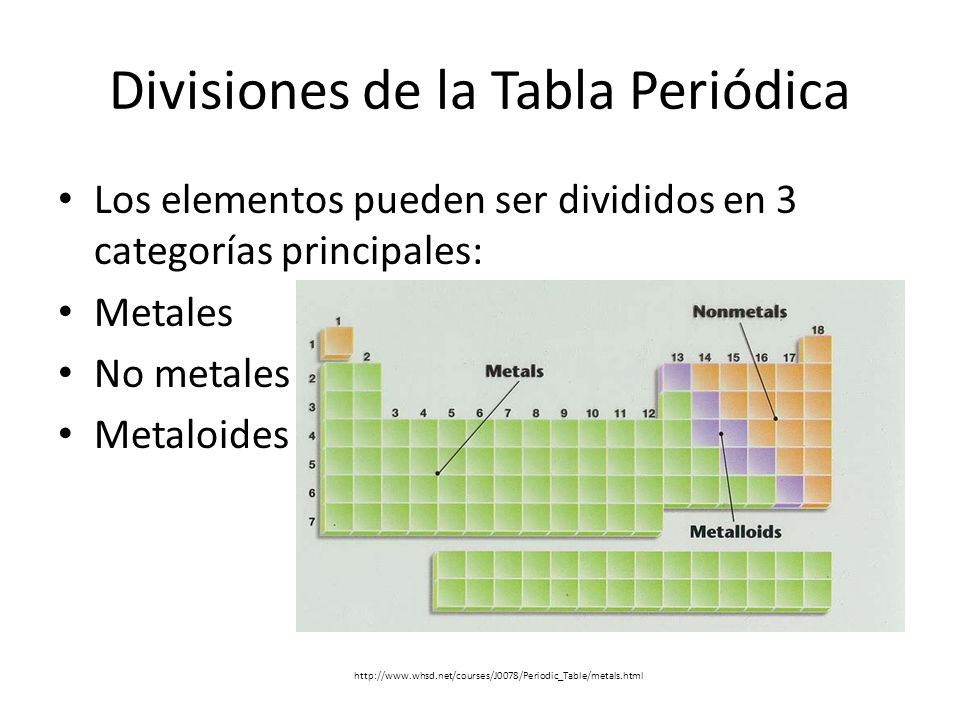 Divisiones de la Tabla Periódica
• Los elementos pueden ser divididos en 3
categorías principales:
• Metales
• No metales
• Metaloides
Nonmetals
1
18
1
2
13 14 15 16 17
2
Metals
3
3 4 5 6 7 8 9 10 11 12
4
5
6
7
Metalloids
http://www.whsd.net/courses/J0078/Periodic_Table/metals.html